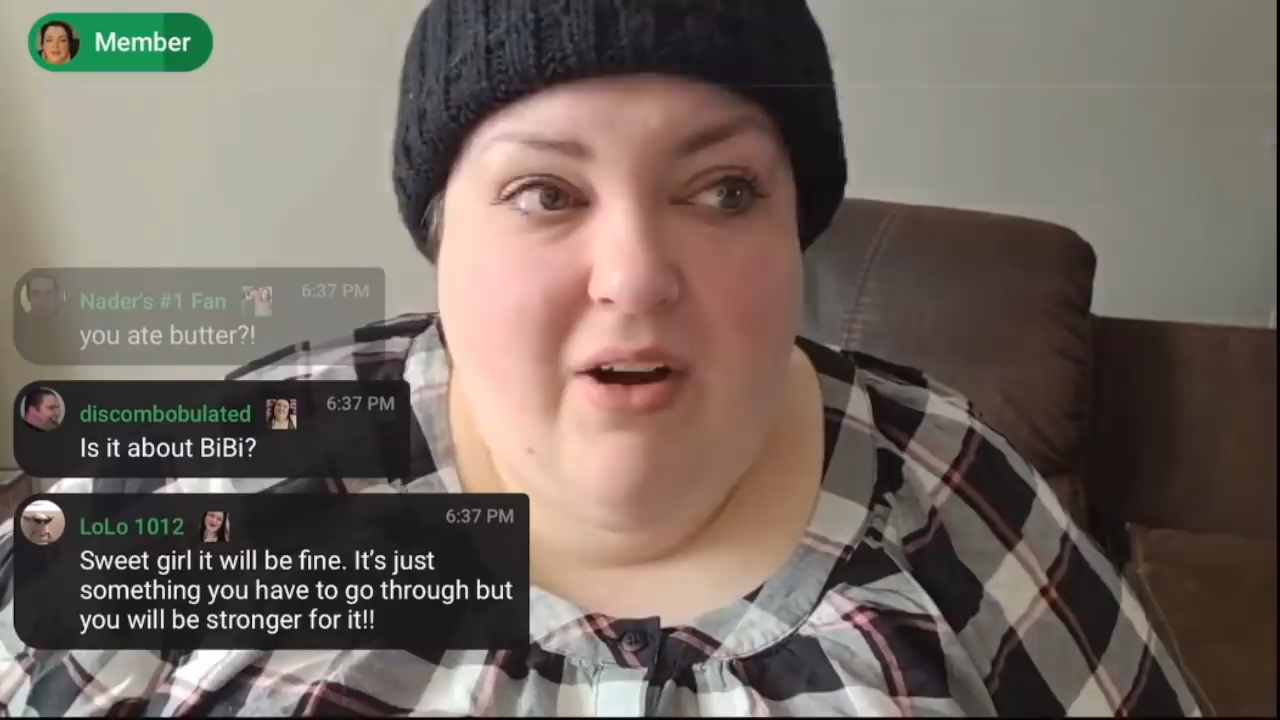 Member
Nader's #1 Fan 6:37 PM
you ate butter?!
discombobulated 6:37 PM
Is it about BiBi?
LoLo 1012 6:37 PM
Sweet girl it will be fine. It’s just
something you have to go through but
you will be stronger for it!!